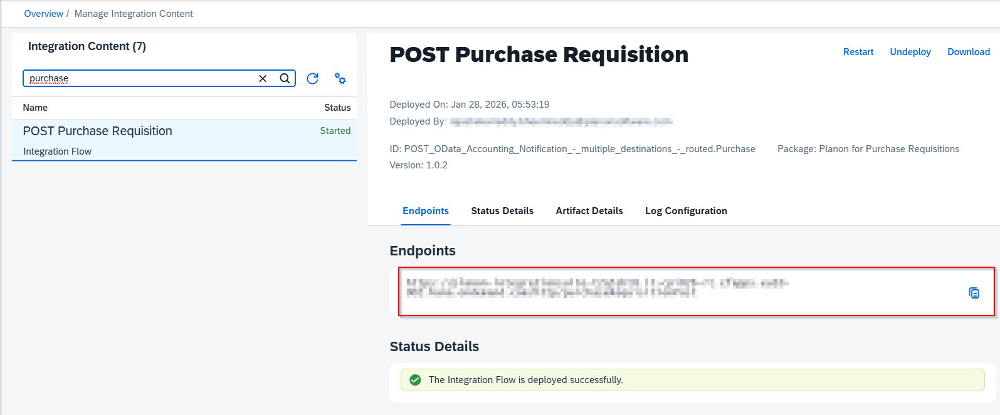 Overview / Manage Integration Content
Integration Content (7)
purchase
Name Status
POST Purchase Requisition Started
Integration Flow
POST Purchase Requisition
Restart Undeploy Download
Deployed On: Jan 28, 2026, 05:53:19
Deployed By:
ID: POST_OData_Accounting_Notification_-_multiple_destinations_-_routed.Purchase Package: Planon for Purchase Requisitions
Version: 1.0.2
Endpoints Status Details Artifact Details Log Configuration
Endpoints
Status Details
The Integration Flow is deployed successfully.